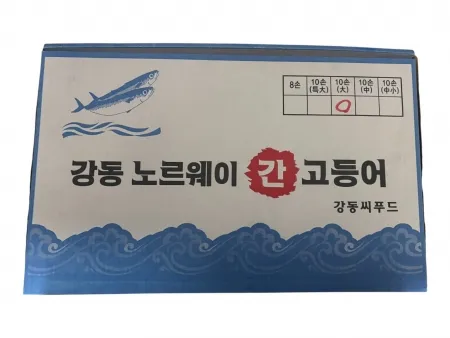 8손 10손 10손 10손 10손
(특大) (大) (中) (中小)
강동 노르웨이 간 고등어
강동씨푸드